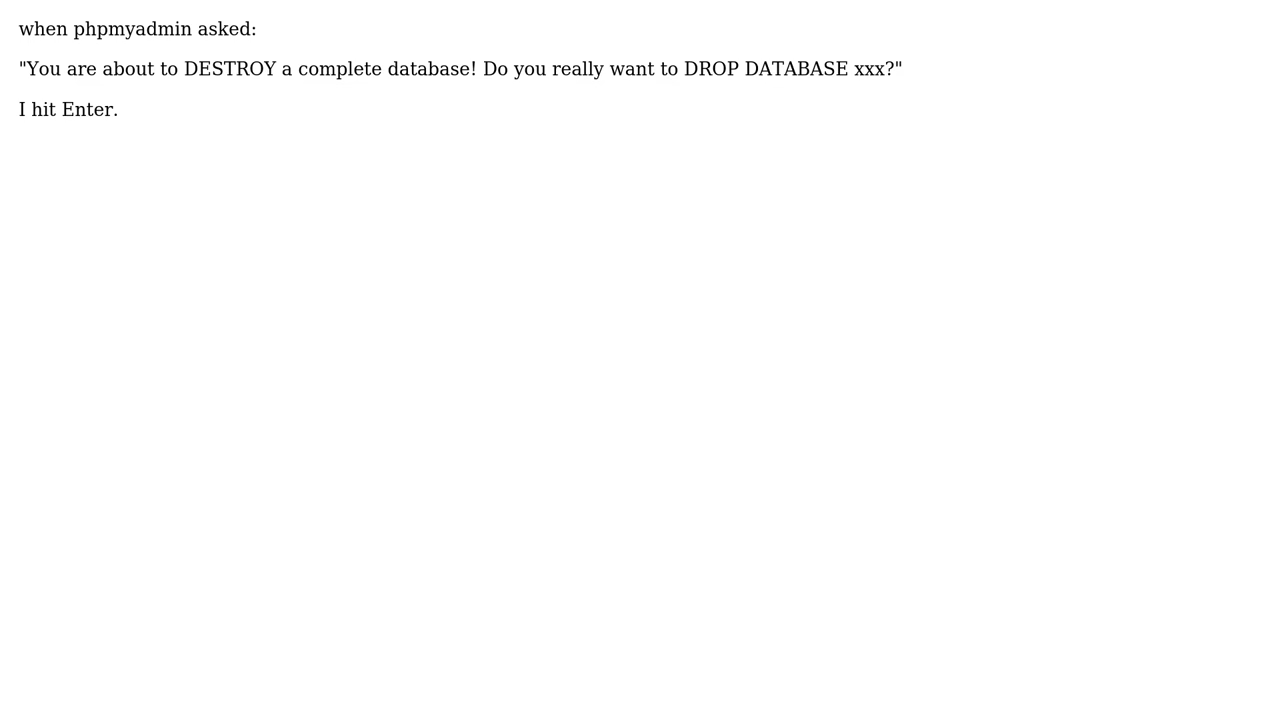 when phpmyadmin asked:
"You are about to DESTROY a complete database! Do you really want to DROP DATABASE xxx?"
I hit Enter.